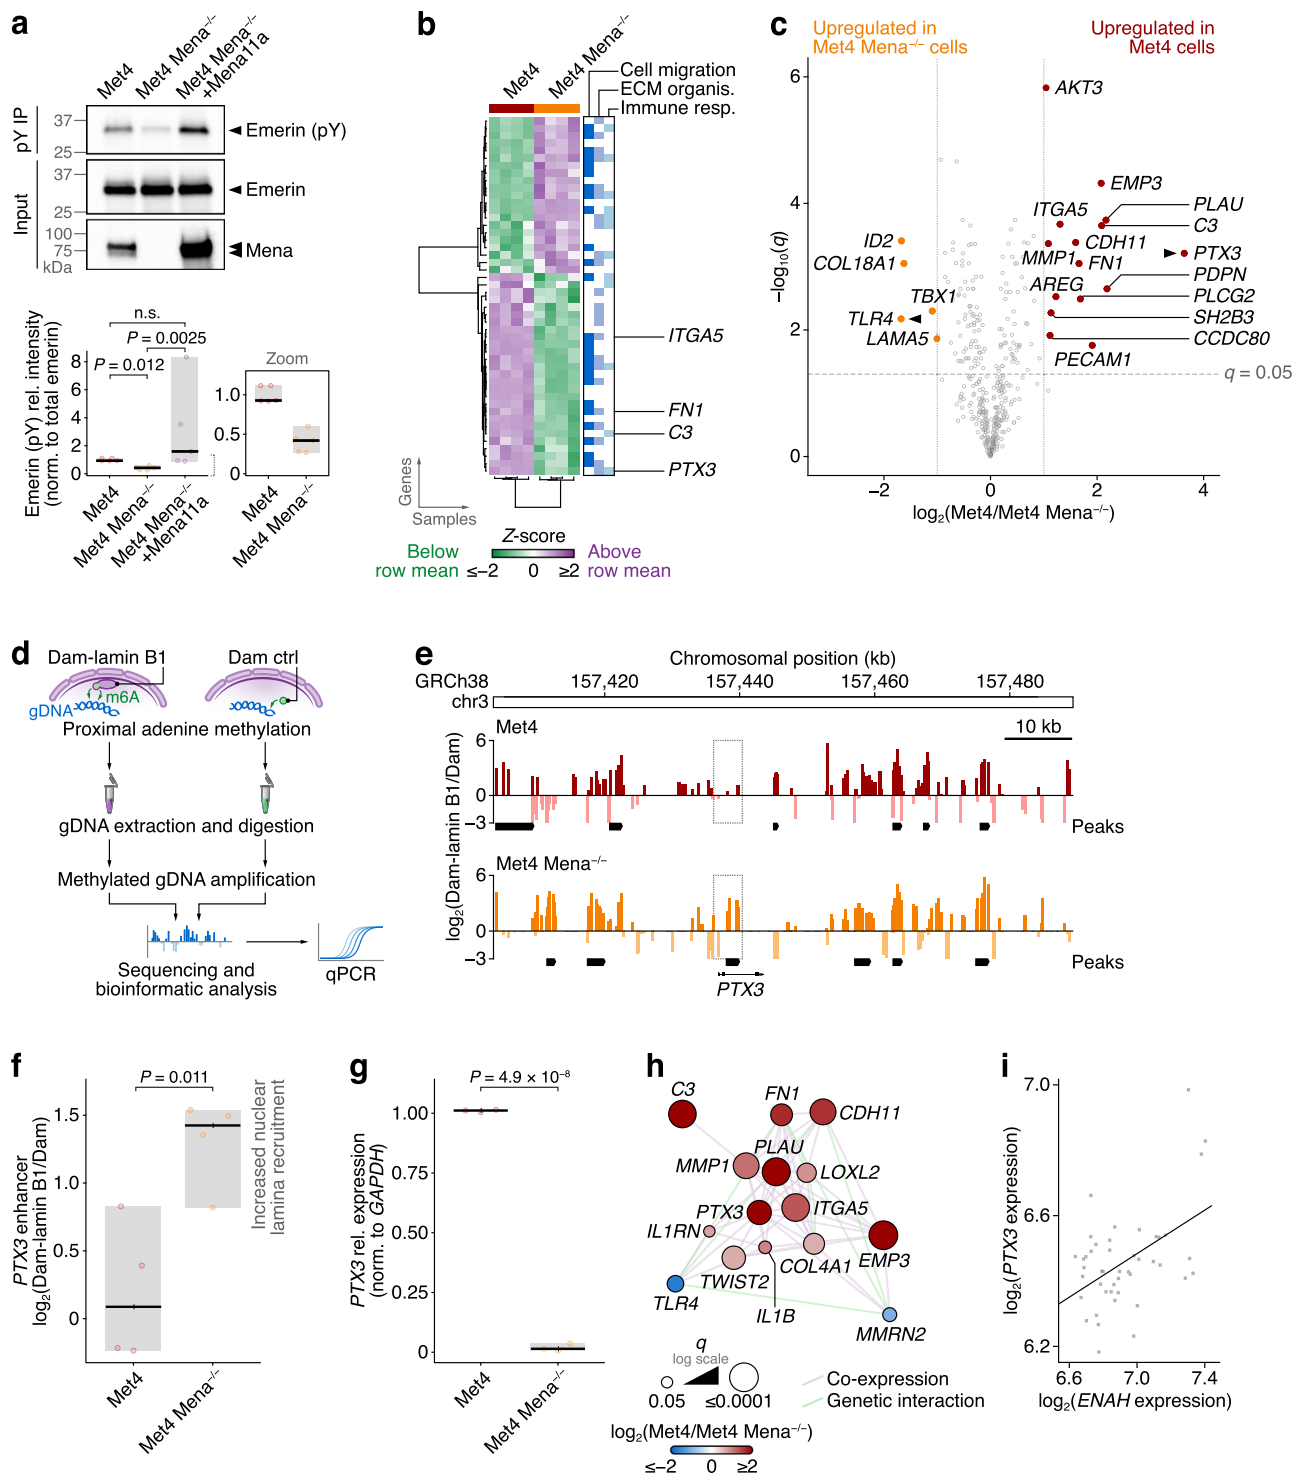 a
Met4
Met4 Mena−/−
Met4 Mena−/−
+Mena11a
pY IP
37
25
Emerin (pY)
Input
37
25
Emerin
100
75
kDa
Mena
n.s.
P = 0.0025
P = 0.012
Zoom
Emerin (pY) rel. intensity
(norm. to total emerin)
8
6
4
2
0
1.0
0.5
0
Met4
Met4 Mena−/−
Met4 Mena−/−
+Mena11a
Met4
Met4 Mena−/−
b
Met4
Met4 Mena−/−
Cell migration
ECM organis.
Immune resp.
ITGA5
FN1
C3
PTX3
Genes
Samples
Z-score
Below
row mean
≤−2 0 ≥2
Above
row mean
c
Upregulated in
Met4 Mena−/− cells
Upregulated in
Met4 cells
−log10(q)
6
4
2
0
AKT3
EMP3
ITGA5
PLAU
C3
CDH11
MMP1
FN1
PTX3
PDPN
AREG
PLCG2
SH2B3
CCDC80
PECAM1
ID2
COL18A1
TBX1
TLR4
LAMA5
q = 0.05
−2 0 2 4
log2(Met4/Met4 Mena−/−)
d
Dam-lamin B1
Dam ctrl
m6A
gDNA
Proximal adenine methylation
gDNA extraction and digestion
Methylated gDNA amplification
Sequencing and
bioinformatic analysis
qPCR
e
Chromosomal position (kb)
GRCh38
157,420 157,440 157,460 157,480
chr3
Met4
10 kb
log2(Dam-lamin B1/Dam)
6
0
−3
Peaks
Met4 Mena−/−
6
0
−3
Peaks
PTX3
f
P = 0.011
PTX3 enhancer
log2(Dam-lamin B1/Dam)
1.5
1.0
0.5
0
Increased nuclear
lamina recruitment
Met4
Met4 Mena−/−
g
P = 4.9 × 10−8
PTX3 rel. expression
(norm. to GAPDH)
1.00
0.75
0.50
0.25
0
Met4
Met4 Mena−/−
h
C3
FN1
CDH11
PLAU
MMP1
LOXL2
PTX3
ITGA5
IL1RN
EMP3
TWIST2
COL4A1
TLR4
IL1B
MMRN2
q
log scale
0.05 ≤0.0001
Co-expression
Genetic interaction
log2(Met4/Met4 Mena−/−)
≤−2 0 ≥2
i
log2(PTX3 expression)
7.0
6.6
6.2
6.6 7.0 7.4
log2(ENAH expression)